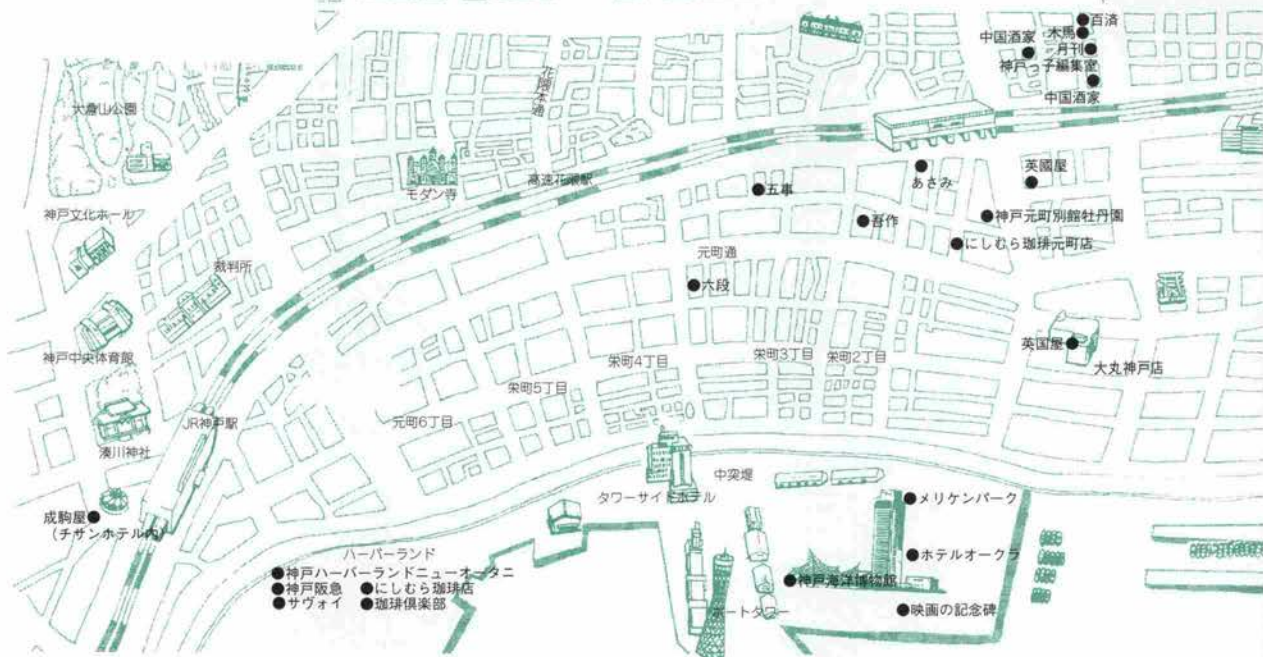 百済
木馬
中国酒家
月刊
神戸っ子編集室
中国酒家
大倉山公園
花隈本通
モダン寺
高速花隈駅
五事
あさみ
英國屋
神戸文化ホール
吾作
神戸元町別館牡丹園
にしむら珈琲元町店
元町通
裁判所
六段
神戸中央体育館
栄町4丁目
栄町3丁目
栄町2丁目
英国屋
大丸神戸店
栄町5丁目
元町6丁目
JR神戸駅
湊川神社
タワーサイドホテル
中突堤
メリケンパーク
成駒屋
(チサンホテル内)
ホテルオークラ
ハーバーランド
神戸ハーバーランドニューオータニ
神戸阪急
にしむら珈琲店
サヴォイ
珈琲倶楽部
神戸海洋博物館
ポートタワー
映画の記念碑